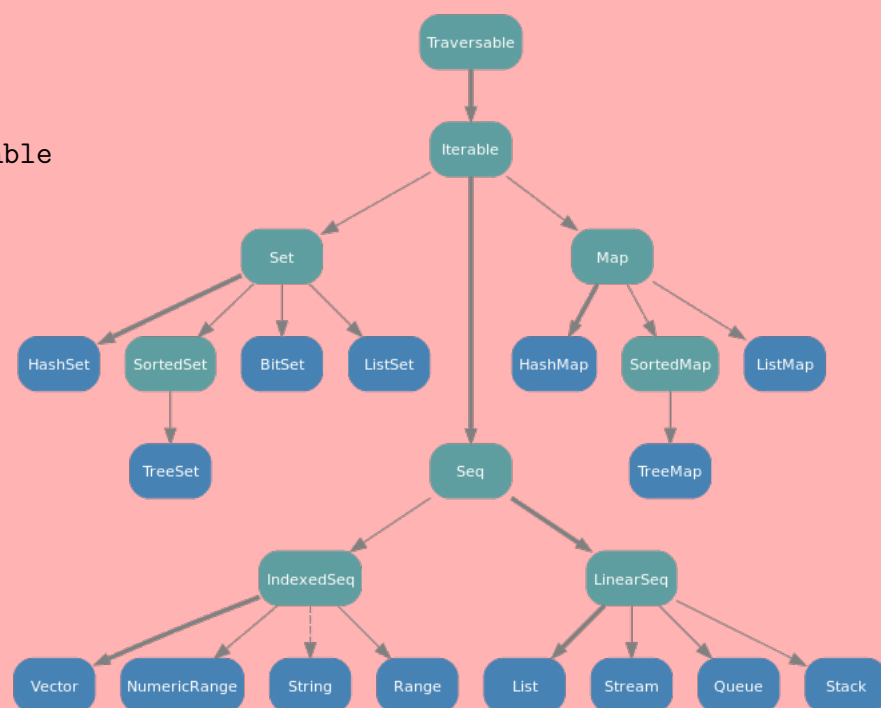 Traversable
Iterable
Set
Map
HashSet
SortedSet
BitSet
ListSet
HashMap
SortedMap
ListMap
TreeSet
Seq
TreeMap
IndexedSeq
LinearSeq
Vector
NumericRange
String
Range
List
Stream
Queue
Stack